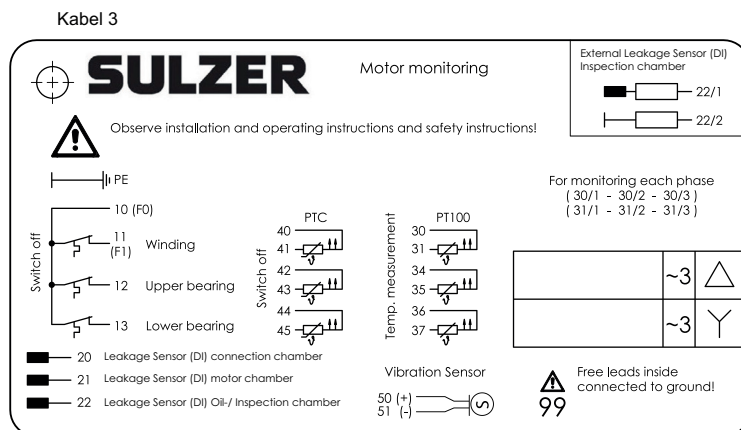 Kabel 3
SULZER
Motor monitoring
External Leakage Sensor (DI)
Inspection chamber
22/1
22/2
Observe installation and operating instructions and safety instructions!
PE
For monitoring each phase
( 30/1 - 30/2 - 30/3 )
( 31/1 - 31/2 - 31/3 )
Switch off
10 (F0)
11
(F1)
Winding
12
Upper bearing
13
Lower bearing
Switch off
PTC
40
41
42
43
44
45
Temp. measurement
PT100
30
31
34
35
36
37
~3
~3
20 Leakage Sensor (DI) connection chamber
21 Leakage Sensor (DI) motor chamber
22 Leakage Sensor (DI) Oil-/ Inspection chamber
Vibration Sensor
50 (+)
51 (-)
S
Free leads inside
connected to ground!
99